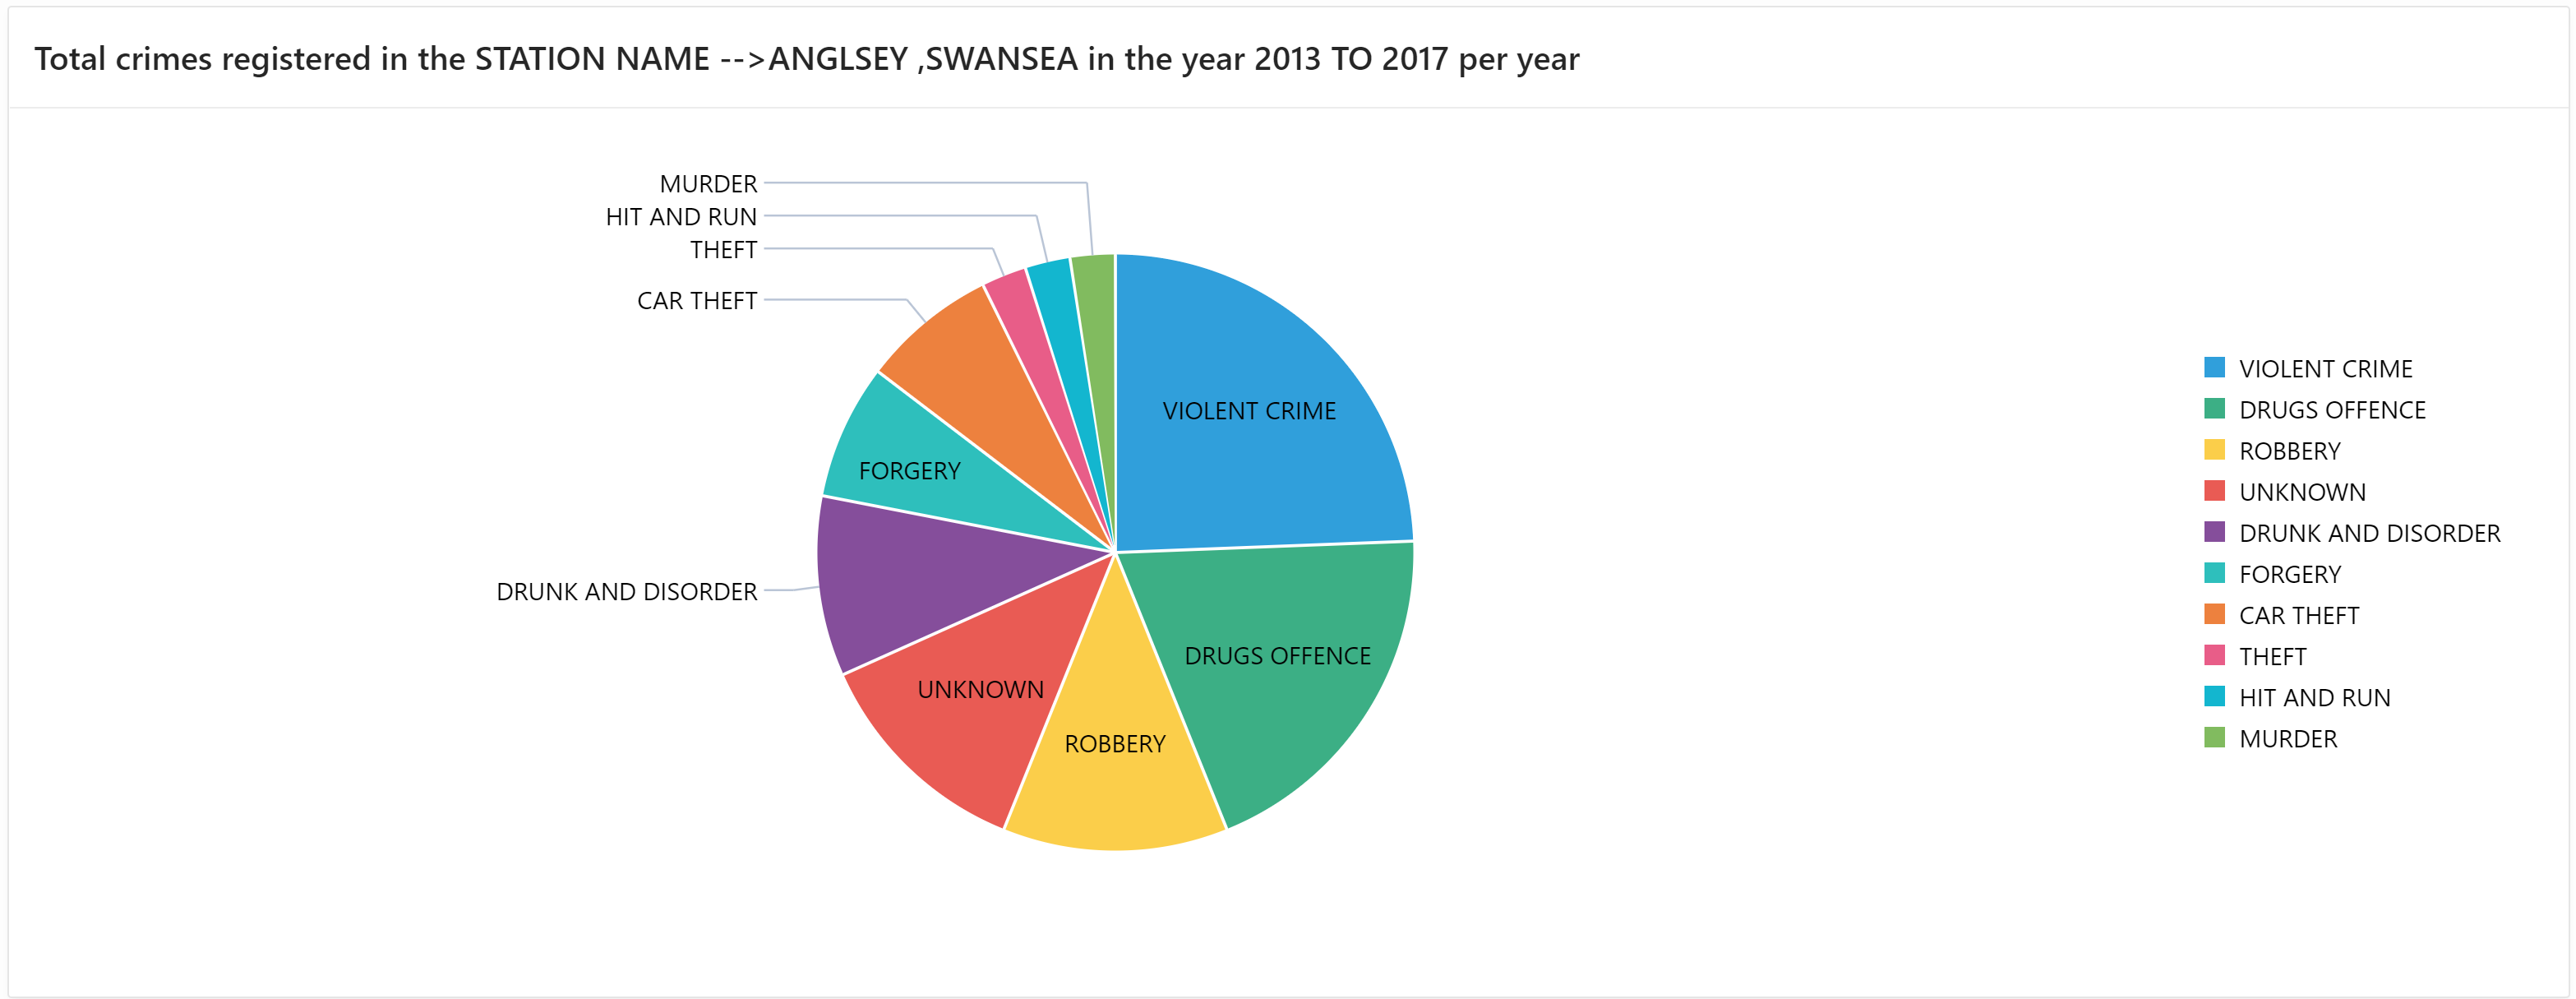 Total crimes registered in the STATION NAME -->ANGLSEY ,SWANSEA in the year 2013 TO 2017 per year
MURDER
HIT AND RUN
THEFT
CAR THEFT
VIOLENT CRIME
FORGERY
DRUNK AND DISORDER
DRUGS OFFENCE
UNKNOWN
ROBBERY
VIOLENT CRIME
DRUGS OFFENCE
ROBBERY
UNKNOWN
DRUNK AND DISORDER
FORGERY
CAR THEFT
THEFT
HIT AND RUN
MURDER